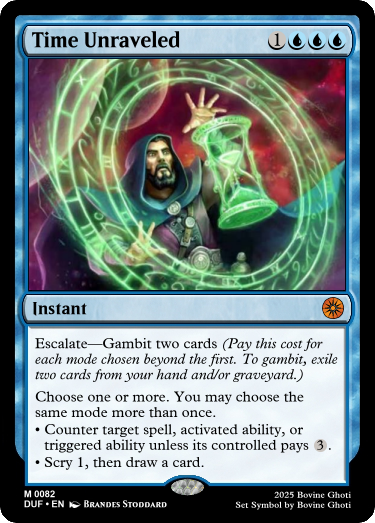 Time Unraveled 1
Instant
Escalate—Gambit two cards (Pay this cost for
each mode chosen beyond the first. To gambit, exile
two cards from your hand and/or graveyard.)
Choose one or more. You may choose the
same mode more than once.
• Counter target spell, activated ability, or
triggered ability unless its controlled pays 3.
• Scry 1, then draw a card.
M 0082
DUF • EN Brandes Stoddard
2025 Bovine Ghoti
Set Symbol by Bovine Ghoti